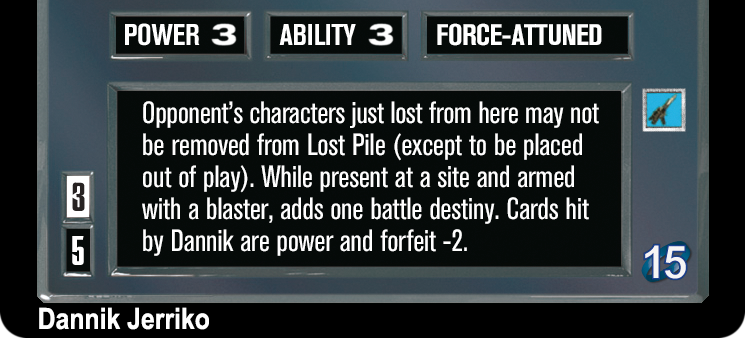 POWER 3 ABILITY 3 FORCE-ATTUNED
Opponent's characters just lost from here may not
be removed from Lost Pile (except to be placed
out of play). While present at a site and armed
with a blaster, adds one battle destiny. Cards hit
by Dannik are power and forfeit -2.
3
5
15
Dannik Jerriko